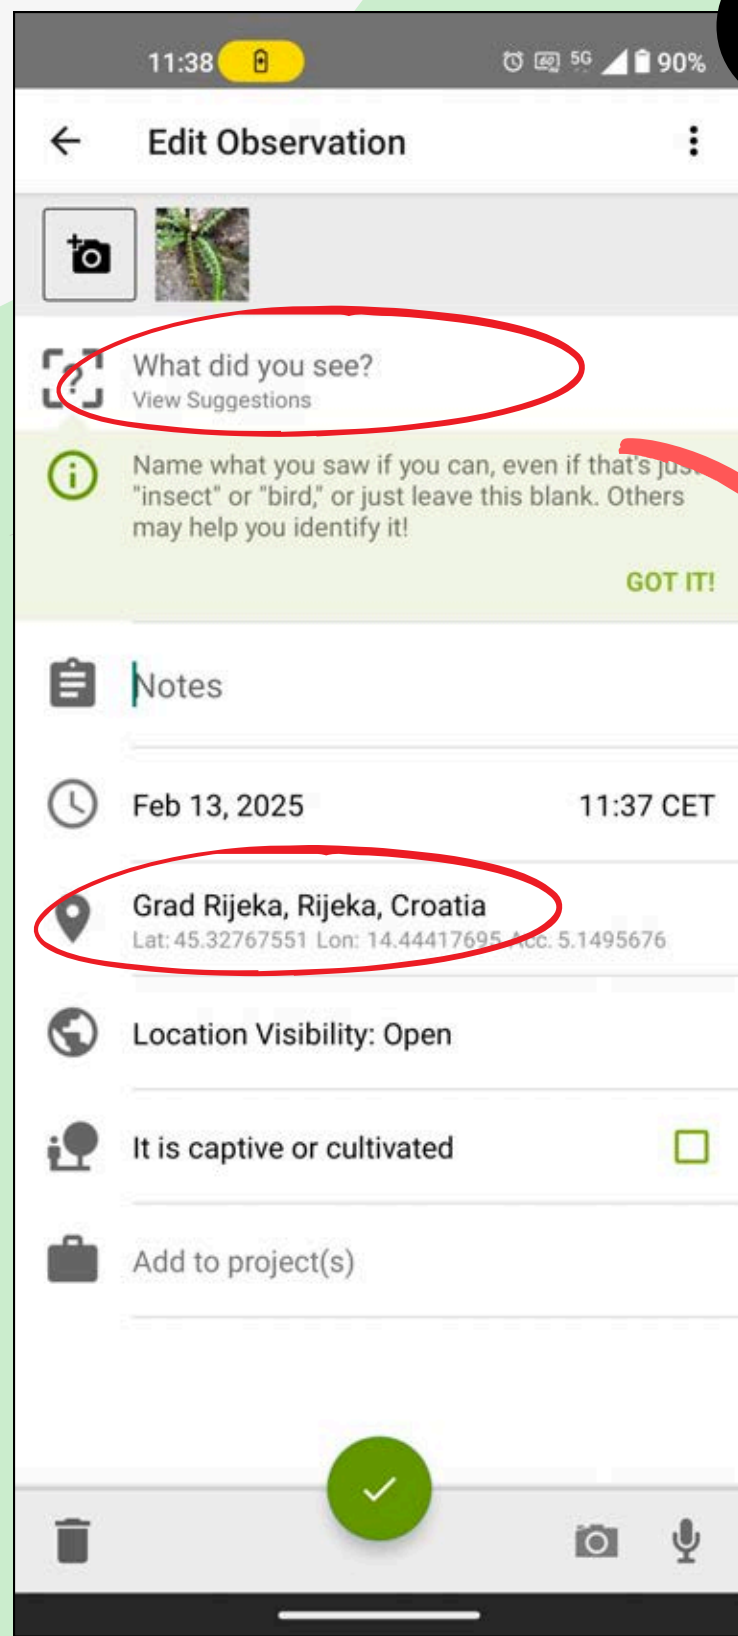 11:38 5G 90%
Edit Observation
What did you see?
View Suggestions
Name what you saw if you can, even if that's just
"insect" or "bird," or just leave this blank. Others
may help you identify it!
GOT IT!
Notes
Feb 13, 2025 11:37 CET
Grad Rijeka, Rijeka, Croatia
Lat: 45.32767551 Lon: 14.44417695 Acc. 5.1495676
Location Visibility: Open
It is captive or cultivated
Add to project(s)